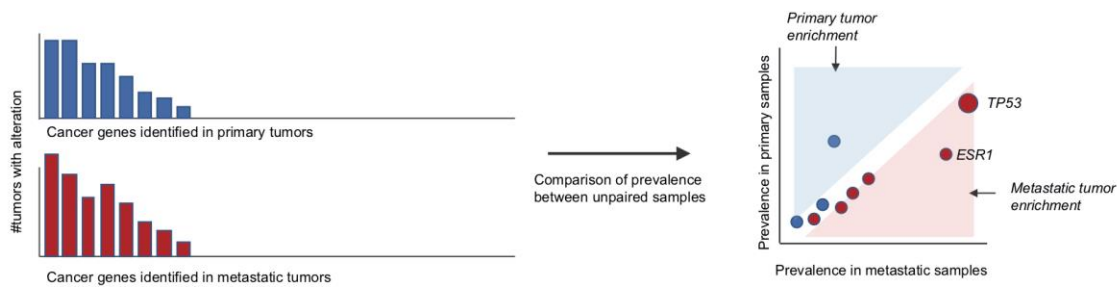 #tumors with alteration
Cancer genes identified in primary tumors
Cancer genes identified in metastatic tumors
Comparison of prevalence
between unpaired samples
Primary tumor
enrichment
Prevalence in primary samples
TP53
ESR1
Metastatic tumor
enrichment
Prevalence in metastatic samples